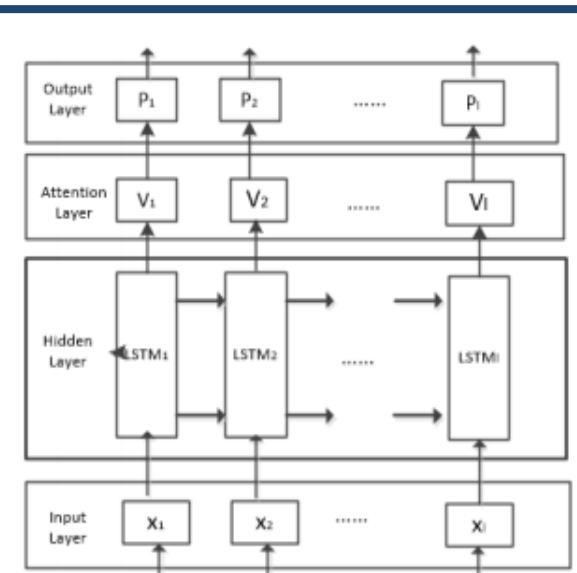 Output
Layer
P₁ P₂ ...... Pₗ
Attention
Layer
V₁ V₂ ...... Vₗ
Hidden
Layer
LSTM₁ LSTM₂ ...... LSTMₗ
Input
Layer
X₁ X₂ ...... Xₗ